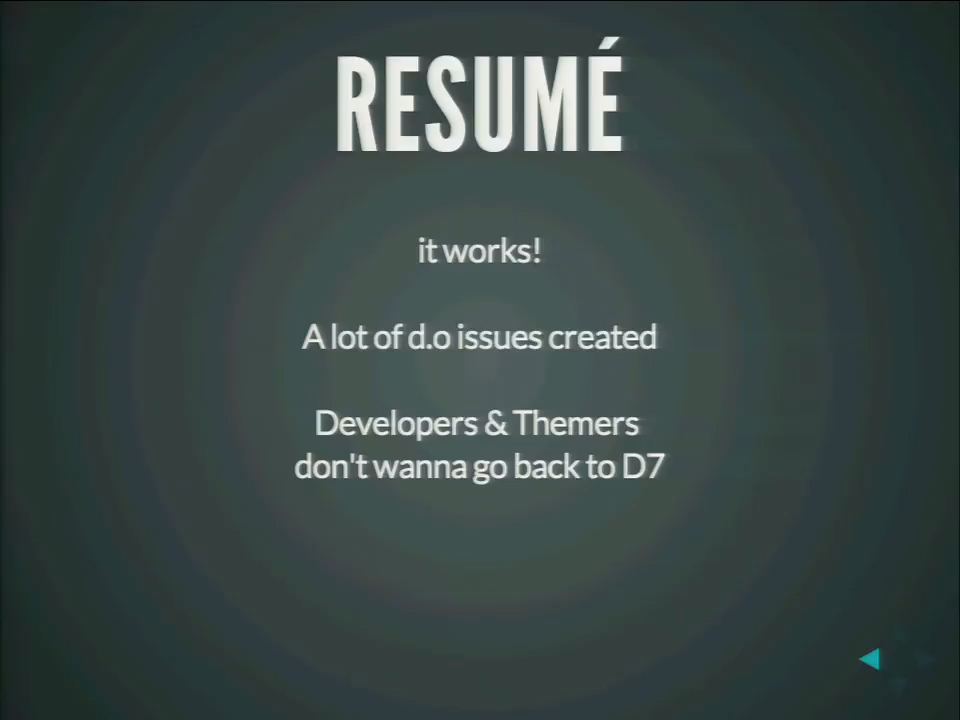 RESUMÉ
it works!
A lot of d.o issues created
Developers & Themers
don't wanna go back to D7